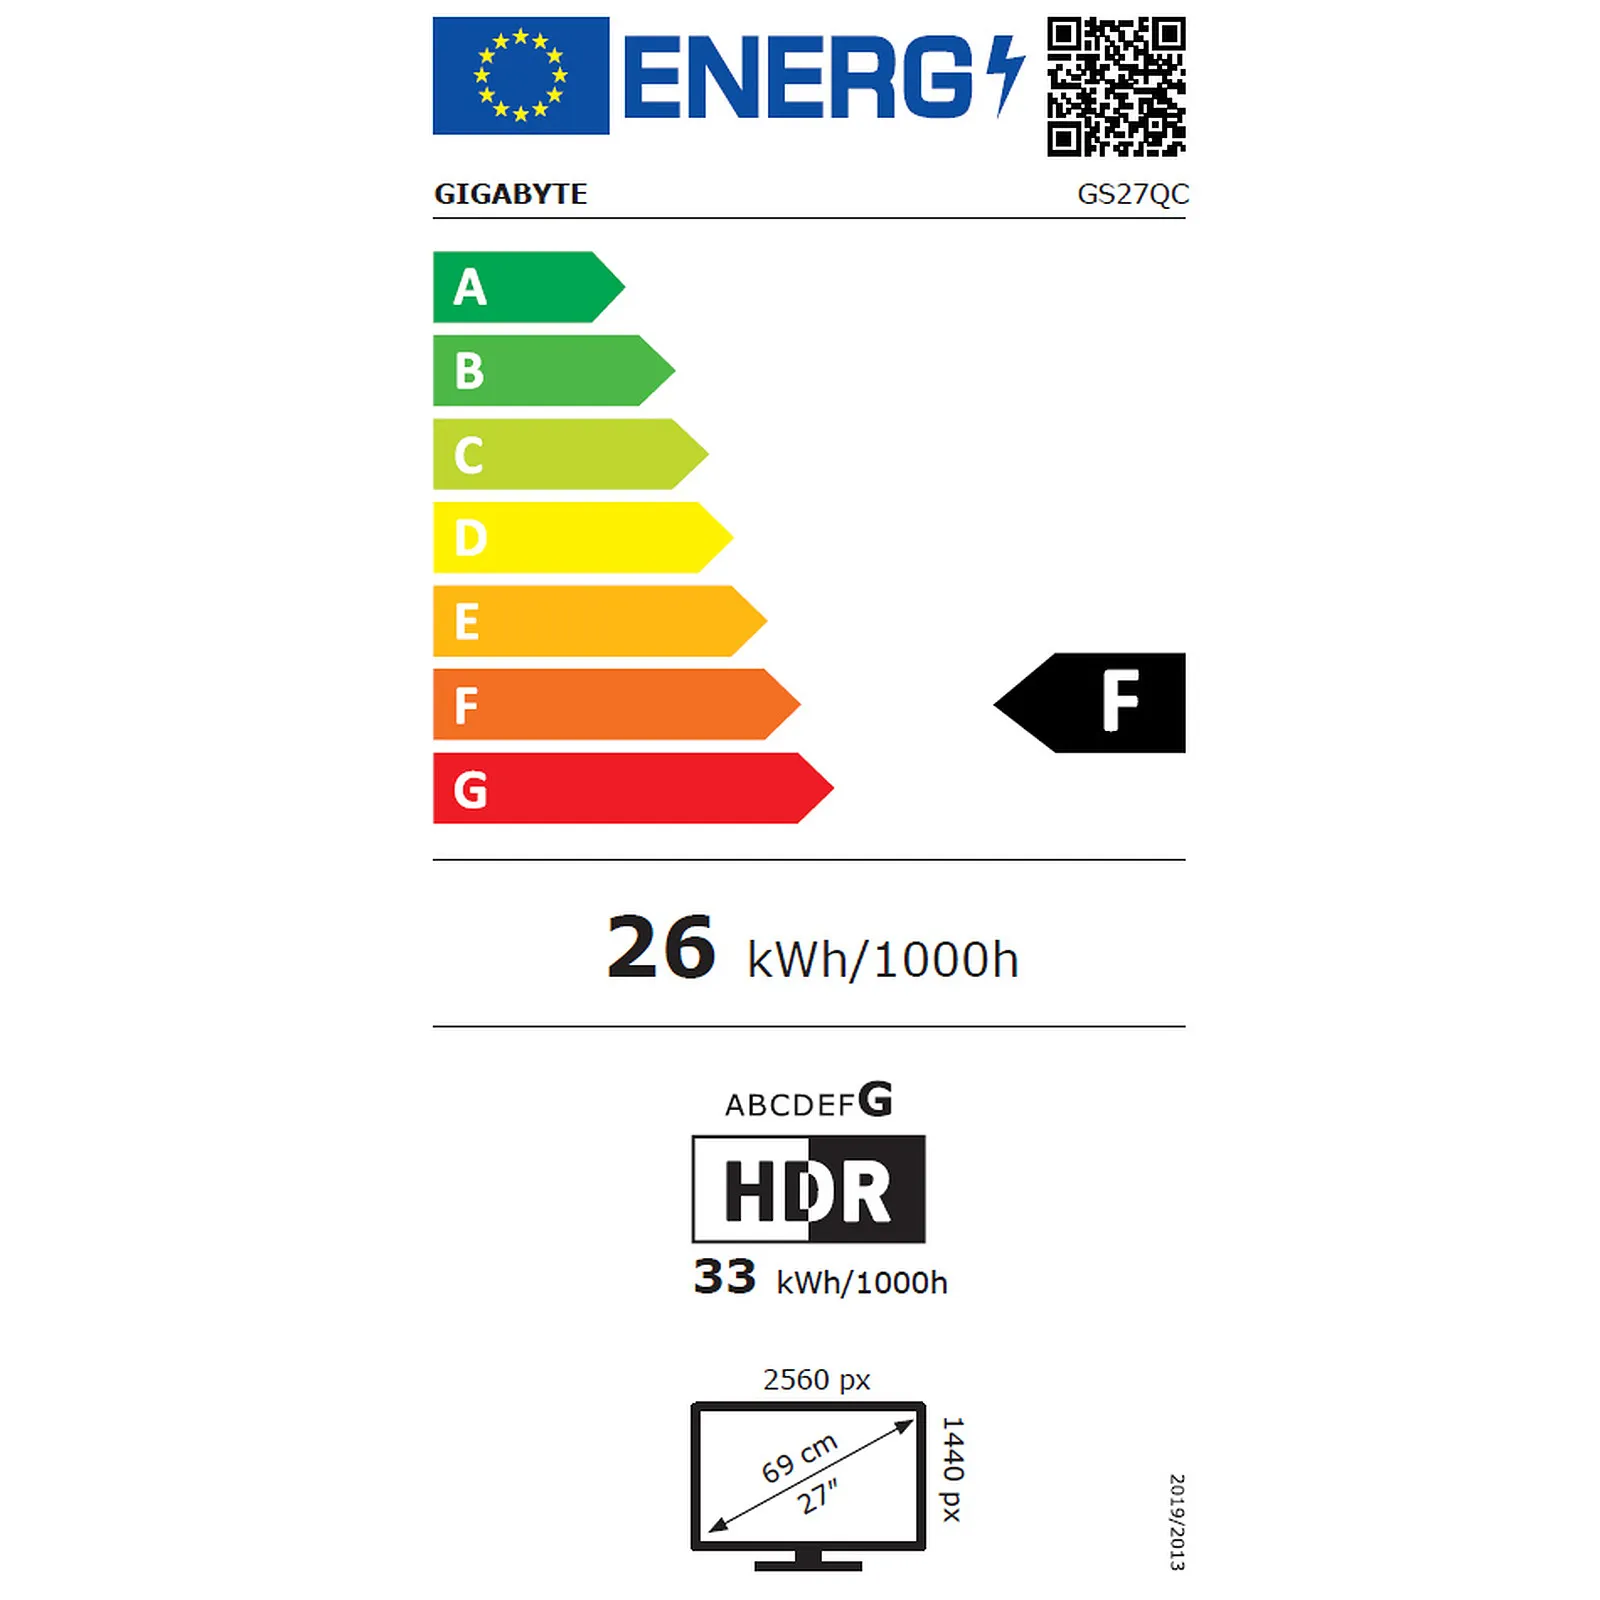 ENERG
GIGABYTE GS27QC
A
B
C
D
E
F
F
G
26 kWh/1000h
ABCDEFG
HDR
33 kWh/1000h
2560 px
69 cm
27"
1440 px
2019/2013